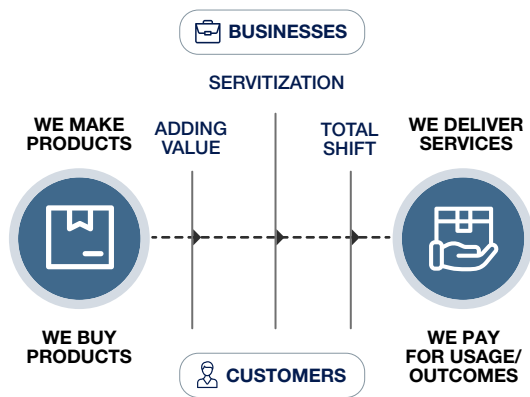 BUSINESSES
SERVITIZATION
WE MAKE
PRODUCTS
ADDING
VALUE
TOTAL
SHIFT
WE DELIVER
SERVICES
WE BUY
PRODUCTS
WE PAY
FOR USAGE/
OUTCOMES
CUSTOMERS